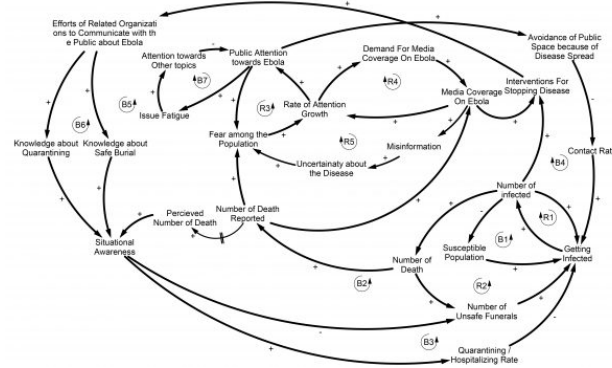 Efforts of Related Organizati
ons to Communicate with th
e Public about Ebola
Avoidance of Public
Space because of
Disease Spread
Attention towards
Other topics
Public Attention
towards Ebola
Demand For Media
Coverage On Ebola
B7
R4
Interventions For
Stopping Disease
Media Coverage
On Ebola
B5
B6
Issue Fatigue
R3
Rate of Attention
Growth
Fear among the
Population
R5
Misinformation
Knowledge about
Quarantining
Knowledge about
Safe Burial
Uncertainaty about
the Disease
B4
Contact Rat
Number of
infected
R1
Percieved
Number of Death
Number of Death
Reported
Situational
Awareness
B1
Susceptible
Population
Getting
Infected
Number of
Death
B2
R2
Number of
Unsafe Funerals
B3
Quarantining /
Hospitalizing Rate